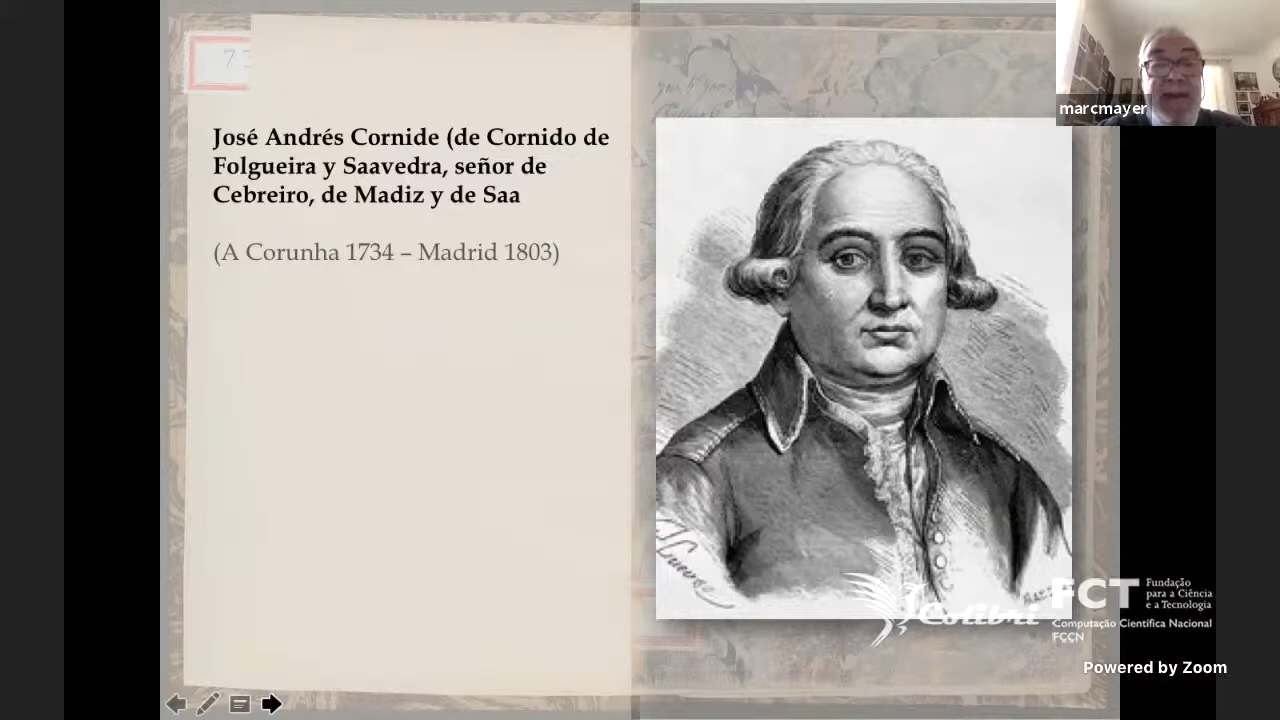 José Andrés Cornide (de Cornido de
Folgueira y Saavedra, señor de
Cebreiro, de Madiz y de Saa
(A Corunha 1734 – Madrid 1803)
marcmayer
Colibri
FCT
Fundação
para a Ciência
e a Tecnologia
Computação Científica Nacional
FCCN
Powered by Zoom